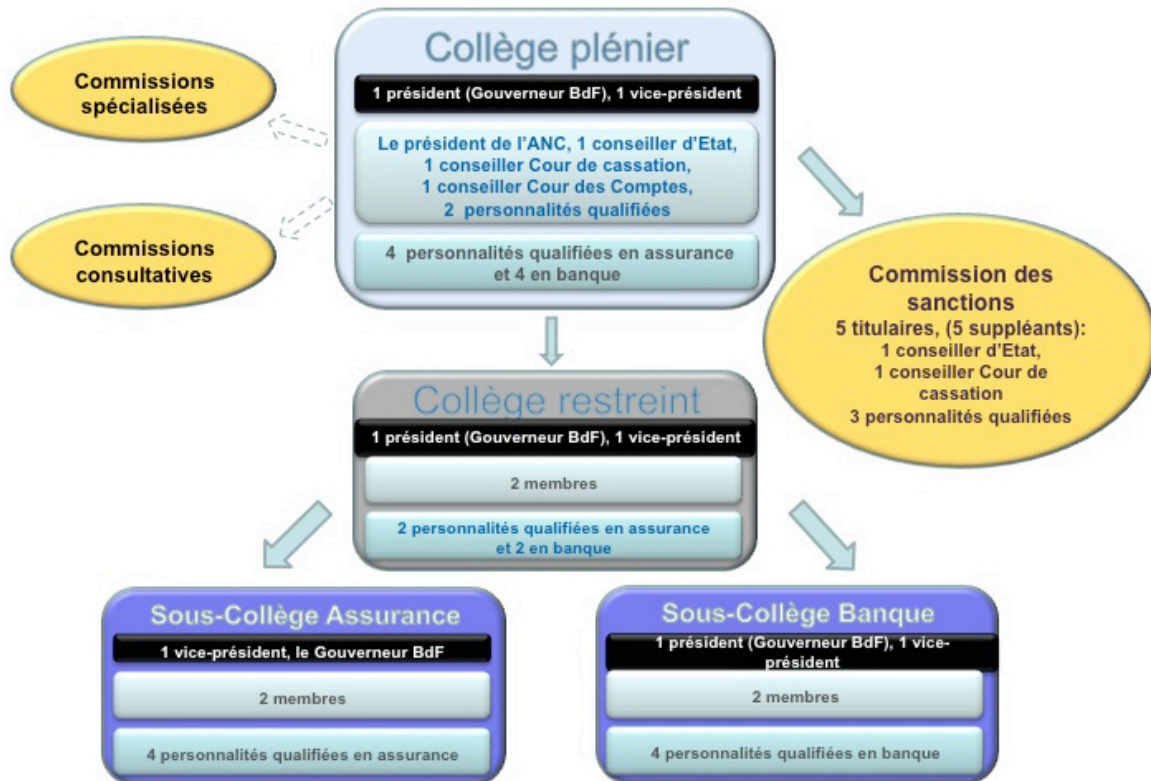 Collège plénier
1 président (Gouverneur BdF), 1 vice-président
Le président de l'ANC, 1 conseiller d'Etat,
1 conseiller Cour de cassation,
1 conseiller Cour des Comptes,
2 personnalités qualifiées
4 personnalités qualifiées en assurance
et 4 en banque
Commissions
spécialisées
Commissions
consultatives
Commission des
sanctions
5 titulaires, (5 suppléants):
1 conseiller d'Etat,
1 conseiller Cour de
cassation
3 personnalités qualifiées
Collège restreint
1 président (Gouverneur BdF), 1 vice-président
2 membres
2 personnalités qualifiées en assurance
et 2 en banque
Sous-Collège Assurance
1 vice-président, le Gouverneur BdF
2 membres
4 personnalités qualifiées en assurance
Sous-Collège Banque
1 président (Gouverneur BdF), 1 vice-
président
2 membres
4 personnalités qualifiées en banque